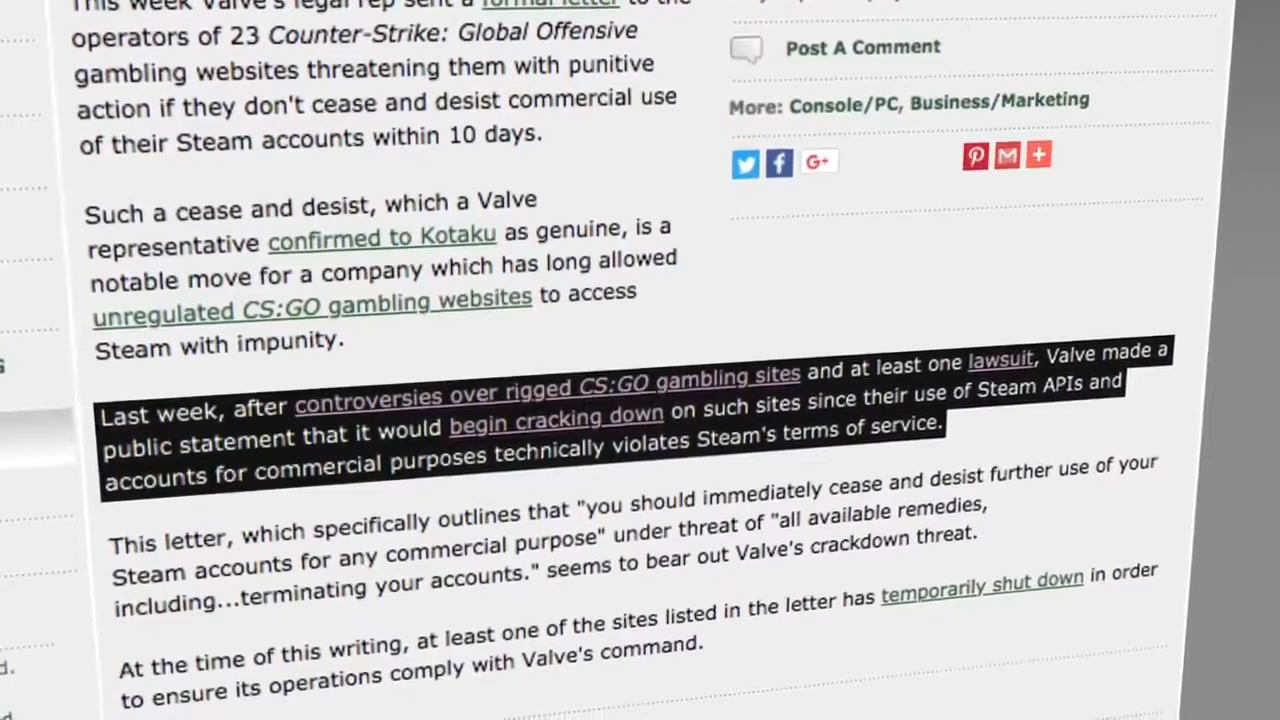 This week Valve's legal rep sent a formal letter to the
operators of 23 Counter-Strike: Global Offensive
gambling websites threatening them with punitive
action if they don't cease and desist commercial use
of their Steam accounts within 10 days.
Such a cease and desist, which a Valve
representative confirmed to Kotaku as genuine, is a
notable move for a company which has long allowed
unregulated CS:GO gambling websites to access
Steam with impunity.
Last week, after controversies over rigged CS:GO gambling sites and at least one lawsuit, Valve made a
public statement that it would begin cracking down on such sites since their use of Steam APIs and
accounts for commercial purposes technically violates Steam's terms of service.
This letter, which specifically outlines that "you should immediately cease and desist further use of your
Steam accounts for any commercial purpose" under threat of "all available remedies,
including...terminating your accounts." seems to bear out Valve's crackdown threat.
At the time of this writing, at least one of the sites listed in the letter has temporarily shut down in order
to ensure its operations comply with Valve's command.
Post A Comment
More: Console/PC, Business/Marketing
G+